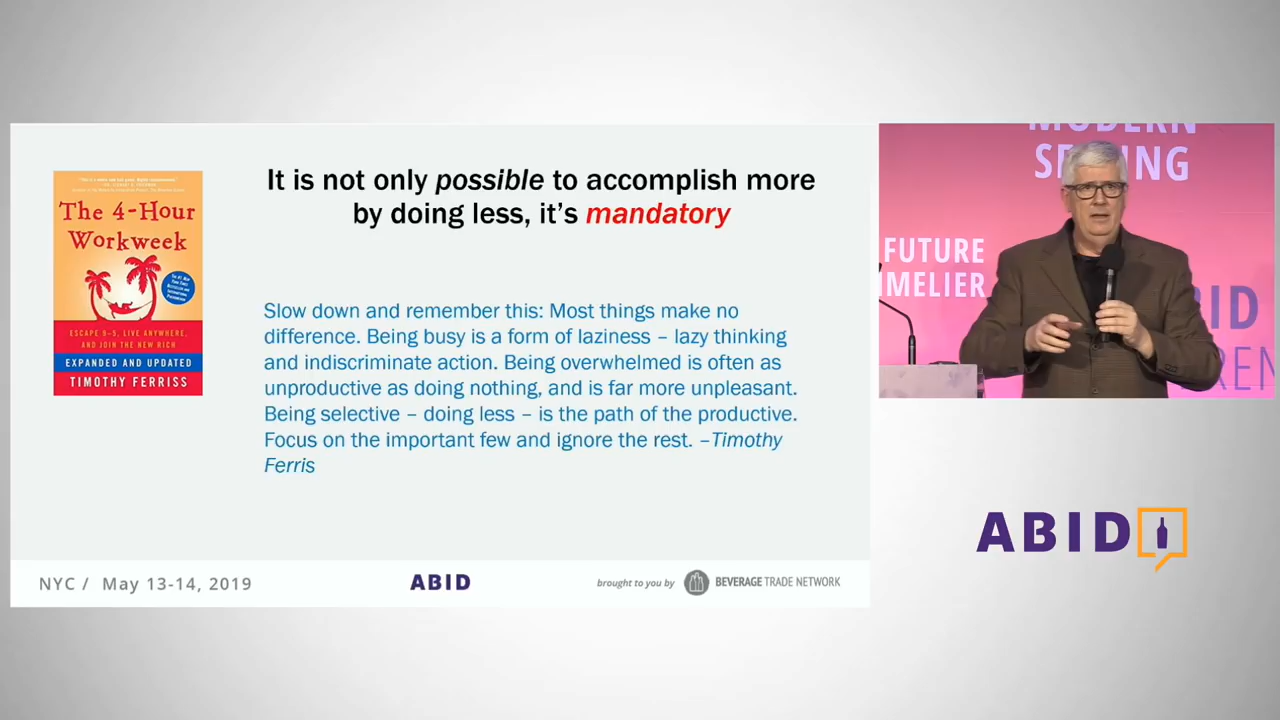 It is not only possible to accomplish more
by doing less, it's mandatory
The 4-Hour
Workweek
ESCAPE 9-5, LIVE ANYWHERE,
AND JOIN THE NEW RICH
EXPANDED AND UPDATED
TIMOTHY FERRISS
Slow down and remember this: Most things make no
difference. Being busy is a form of laziness – lazy thinking
and indiscriminate action. Being overwhelmed is often as
unproductive as doing nothing, and is far more unpleasant.
Being selective – doing less – is the path of the productive.
Focus on the important few and ignore the rest. –Timothy
Ferris
NYC / May 13-14, 2019
ABID
brought to you by
BEVERAGE TRADE NETWORK
MODERN
SELLING
FUTURE
MELIER
BID
REN
ABID